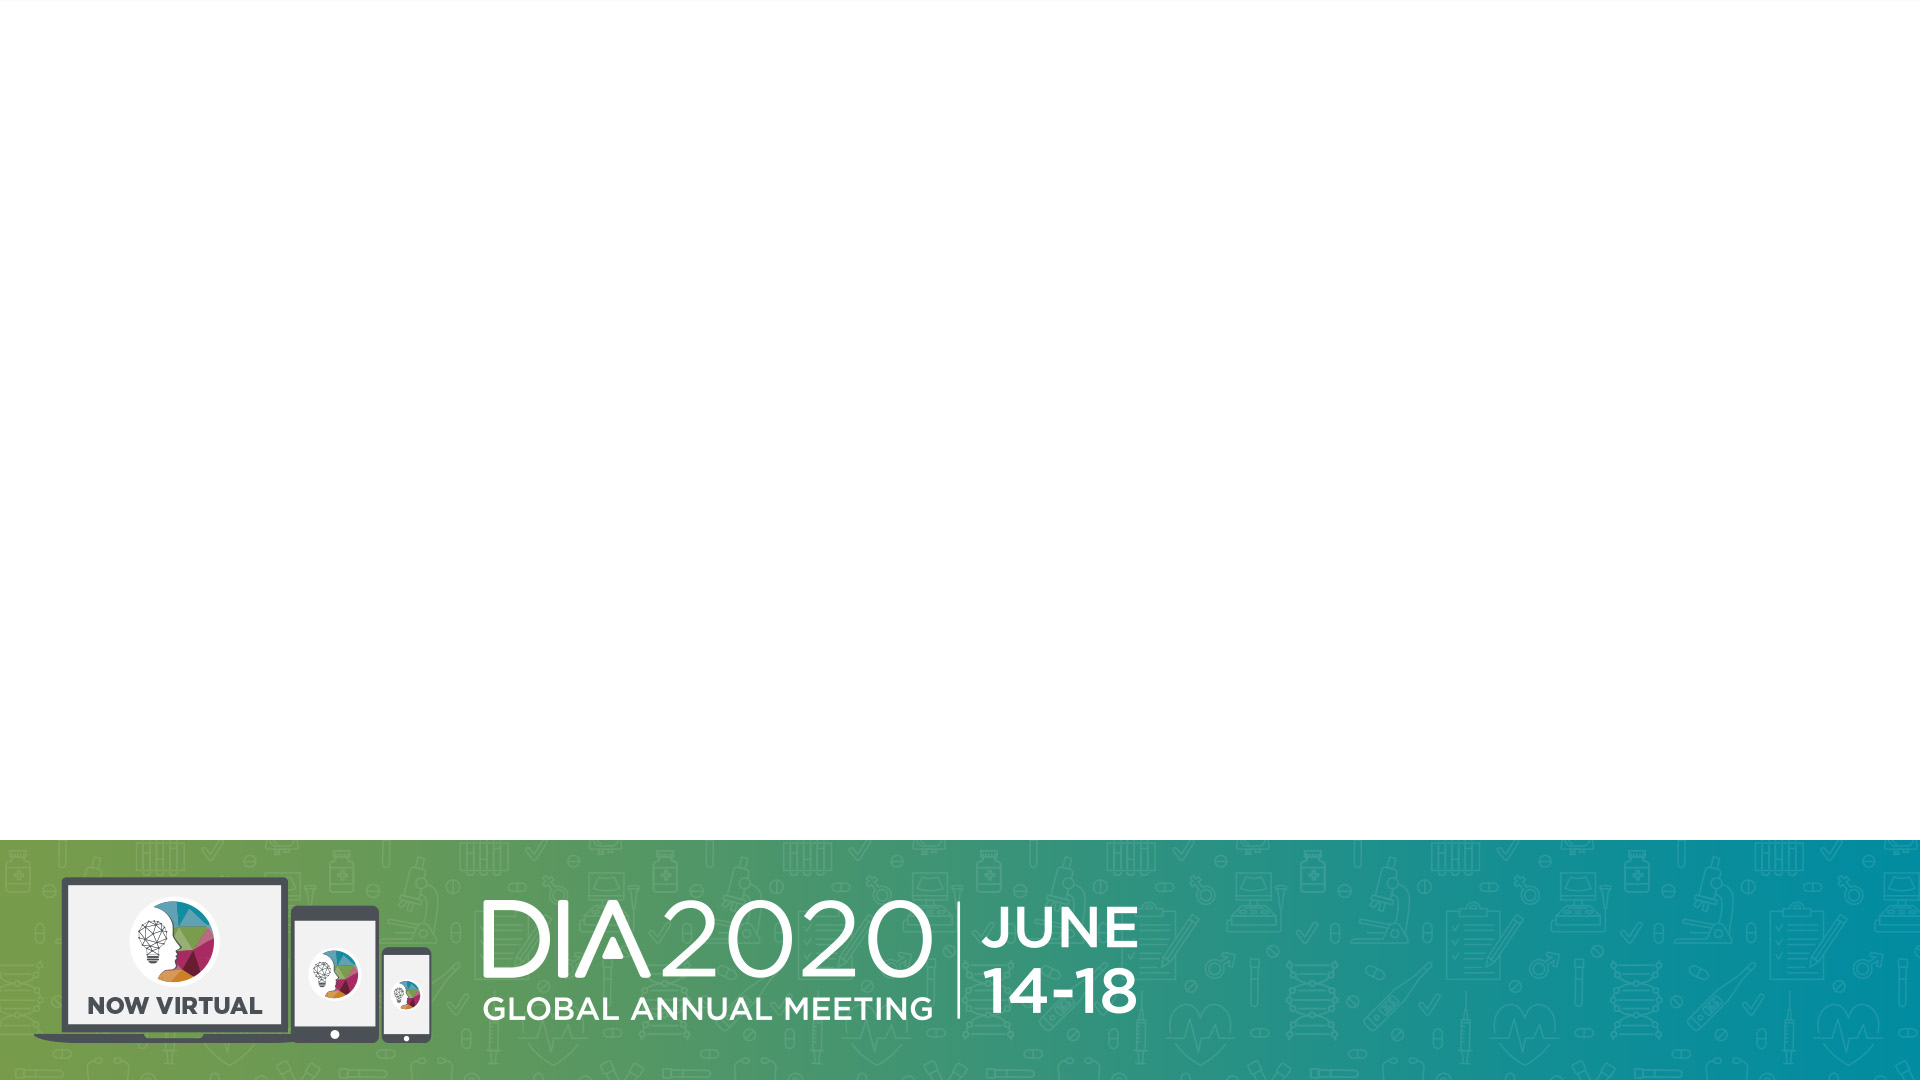 NOW VIRTUAL
DIA2020
GLOBAL ANNUAL MEETING
JUNE
14-18